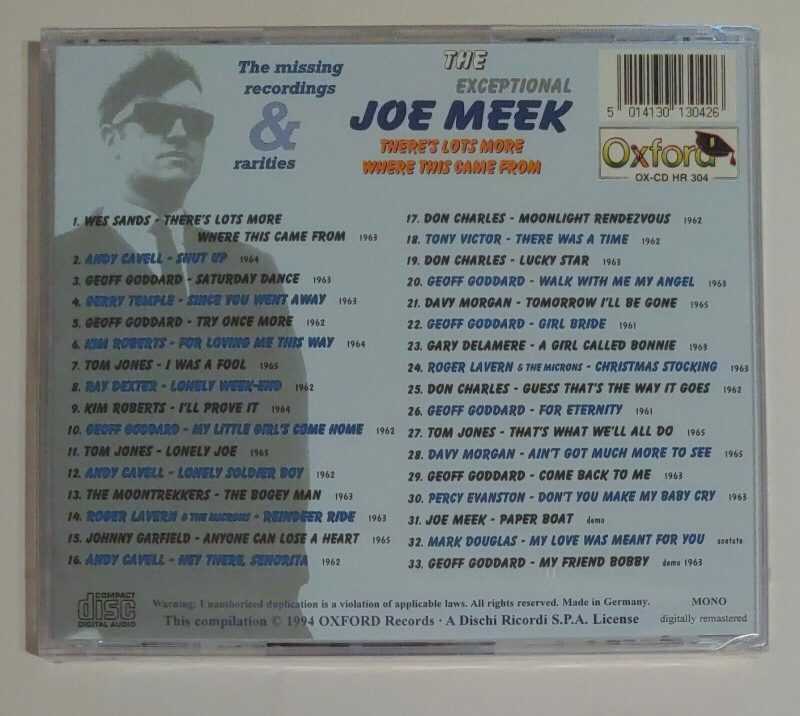 The missing
recordings
&
rarities
THE
EXCEPTIONAL
JOE MEEK
THERE'S LOTS MORE
WHERE THIS CAME FROM
5 014130 130426
Oxford
OX-CD HR 304
1. WES SANDS - THERE'S LOTS MORE
WHERE THIS CAME FROM 1963
2. ANDY CAVELL - SHUT UP 1964
3. GEOFF GODDARD - SATURDAY DANCE 1963
4. GERRY TEMPLE - SINCE YOU WENT AWAY 1963
5. GEOFF GODDARD - TRY ONCE MORE 1962
6. KIM ROBERTS - FOR LOVING ME THIS WAY 1964
7. TOM JONES - I WAS A FOOL 1965
8. RAY DEXTER - LONELY WEEK-END 1962
9. KIM ROBERTS - I'LL PROVE IT 1964
10. GEOFF GODDARD - MY LITTLE GIRL'S COME HOME 1962
11. TOM JONES - LONELY JOE 1965
12. ANDY CAVELL - LONELY SOLDIER BOY 1962
13. THE MOONTREKKERS - THE BOGEY MAN 1963
14. ROGER LAVERN & THE MICRONS - REINDEER RIDE 1963
15. JOHNNY GARFIELD - ANYONE CAN LOSE A HEART 1965
16. ANDY CAVELL - HEY THERE, SENORITA 1962
17. DON CHARLES - MOONLIGHT RENDEZVOUS 1962
18. TONY VICTOR - THERE WAS A TIME 1962
19. DON CHARLES - LUCKY STAR 1963
20. GEOFF GODDARD - WALK WITH ME MY ANGEL 1963
21. DAVY MORGAN - TOMORROW I'LL BE GONE 1965
22. GEOFF GODDARD - GIRL BRIDE 1961
23. GARY DELAMERE - A GIRL CALLED BONNIE 1963
24. ROGER LAVERN & THE MICRONS - CHRISTMAS STOCKING 1963
25. DON CHARLES - GUESS THAT'S THE WAY IT GOES 1962
26. GEOFF GODDARD - FOR ETERNITY 1961
27. TOM JONES - THAT'S WHAT WE'LL ALL DO 1965
28. DAVY MORGAN - AIN'T GOT MUCH MORE TO SEE 1965
29. GEOFF GODDARD - COME BACK TO ME 1963
30. PERCY EVANSTON - DON'T YOU MAKE MY BABY CRY 1963
31. JOE MEEK - PAPER BOAT demo
32. MARK DOUGLAS - MY LOVE WAS MEANT FOR YOU acetate
33. GEOFF GODDARD - MY FRIEND BOBBY demo 1963
COMPACT
disc
DIGITAL AUDIO
Warning: Unauthorized duplication is a violation of applicable laws. All rights reserved. Made in Germany.
This compilation © 1994 OXFORD Records · A Dischi Ricordi S.P.A. License
MONO
digitally remastered